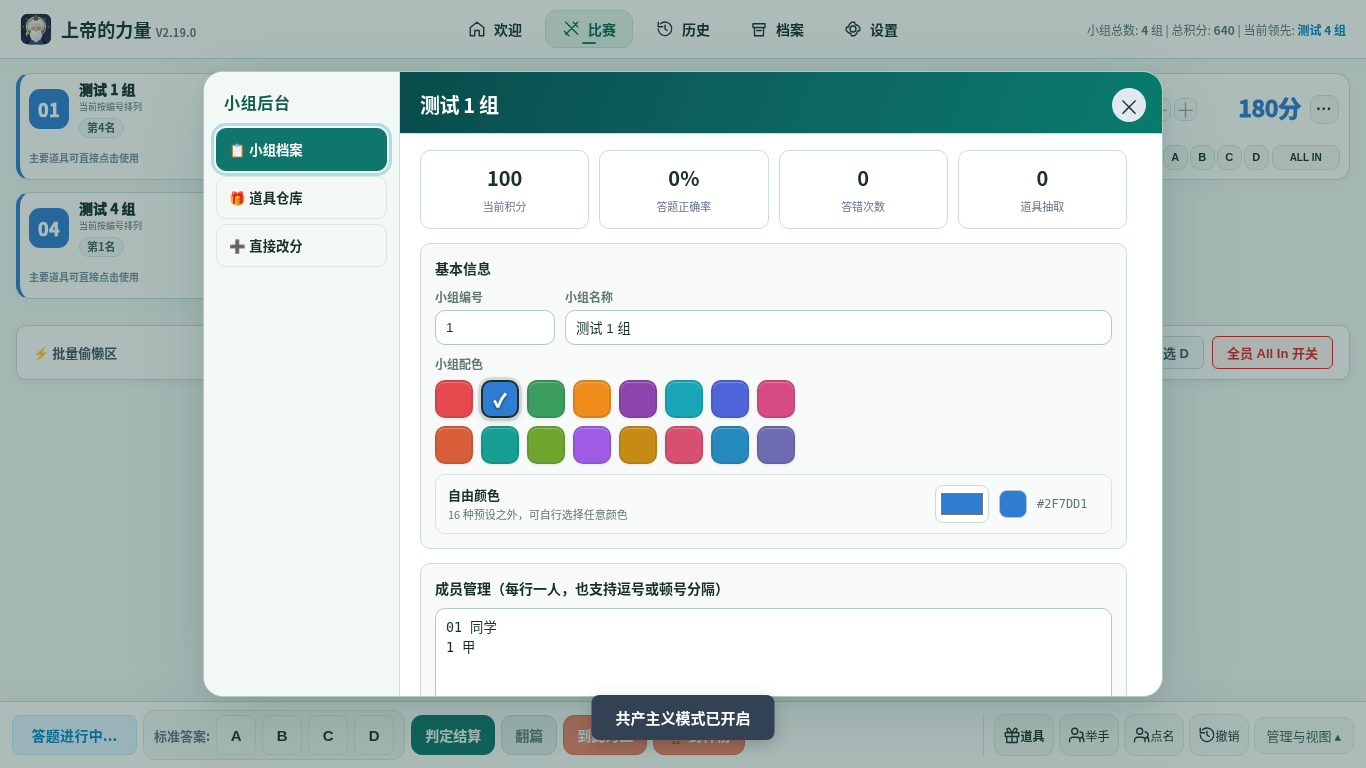 上帝的力量 V2.19.0
欢迎
比赛
历史
档案
设置
小组总数: 4 组 | 总积分: 640 | 当前领先: 测试 4 组
01
测试 1 组
当前按编号排列
第4名
主要道具可直接点击使用
04
测试 4 组
当前按编号排列
第1名
主要道具可直接点击使用
180分
A B C D ALL IN
⚡ 批量偷懒区
选 D
全员 All In 开关
小组后台
📋 小组档案
🎁 道具仓库
➕ 直接改分
测试 1 组
100
当前积分
0%
答题正确率
0
答错次数
0
道具抽取
基本信息
小组编号
小组名称
1
测试 1 组
小组配色
自由颜色
16 种预设之外，可自行选择任意颜色
#2F7DD1
成员管理（每行一人，也支持逗号或顿号分隔）
01 同学
1 甲
共产主义模式已开启
答题进行中...
标准答案:
A B C D
判定结算
翻篇
道具
举手
点名
撤销
管理与视图 ▴